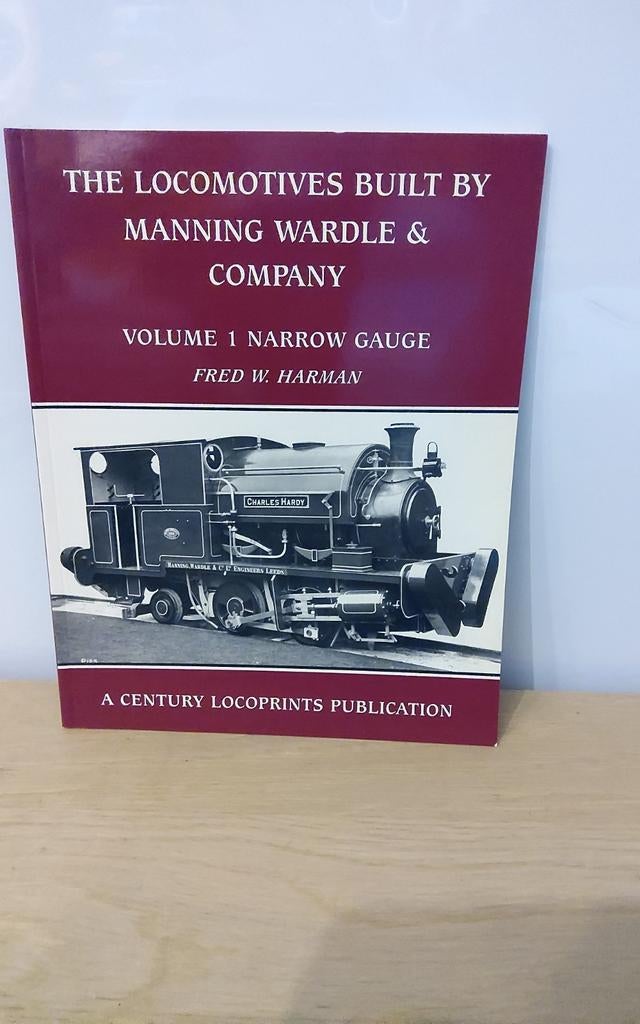 THE LOCOMOTIVES BUILT BY
MANNING WARDLE &
COMPANY
VOLUME 1 NARROW GAUGE
FRED W. HARMAN
CHARLES HARDY
MANNING, WARDLE & Co LD ENGINEERS LEEDS
A CENTURY LOCOPRINTS PUBLICATION